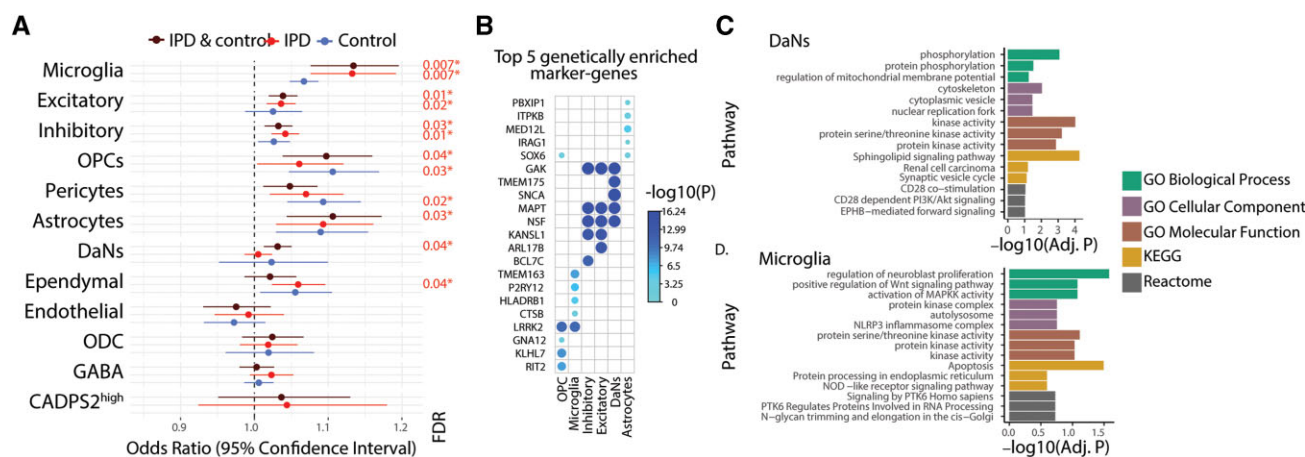 A
IPD & control
IPD
Control
Microglia
Excitatory
Inhibitory
OPCs
Pericytes
Astrocytes
DaNs
Ependymal
Endothelial
ODC
GABA
CADPS2high
0.007*
0.007*
0.01*
0.02*
0.03*
0.01*
0.04*
0.03*
0.02*
0.03*
0.04*
0.04*
FDR
0.9
1.0
1.1
1.2
Odds Ratio (95% Confidence Interval)
B
Top 5 genetically enriched
marker-genes
PBXIP1
ITPKB
MED12L
IRAG1
SOX6
GAK
TMEM175
SNCA
MAPT
NSF
KANSL1
ARL17B
BCL7C
TMEM163
P2RY12
HLADRB1
CTSB
LRRK2
GNA12
KLHL7
RIT2
OPC
Microglia
Inhibitory
Excitatory
DaNs
Astrocytes
-log10(P)
16.24
12.99
9.74
6.5
3.25
0
C
DaNs
Pathway
phosphorylation
protein phosphorylation
regulation of mitochondrial membrane potential
cytoskeleton
cytoplasmic vesicle
nuclear replication fork
kinase activity
protein serine/threonine kinase activity
protein kinase activity
Sphingolipid signaling pathway
Renal cell carcinoma
Synaptic vesicle cycle
CD28 co-stimulation
CD28 dependent PI3K/Akt signaling
EPHB-mediated forward signaling
0 1 2 3 4
−log10(Adj. P)
D.
Microglia
Pathway
regulation of neuroblast proliferation
positive regulation of Wnt signaling pathway
activation of MAPKK activity
protein kinase complex
autolysosome
NLRP3 inflammasome complex
protein serine/threonine kinase activity
protein kinase activity
kinase activity
Apoptosis
Protein processing in endoplasmic reticulum
NOD −like receptor signaling pathway
Signaling by PTK6 Homo sapiens
PTK6 Regulates Proteins Involved in RNA Processing
N−glycan trimming and elongation in the cis−Golgi
0.0 0.5 1.0 1.5
−log10(Adj. P)
GO Biological Process
GO Cellular Component
GO Molecular Function
KEGG
Reactome